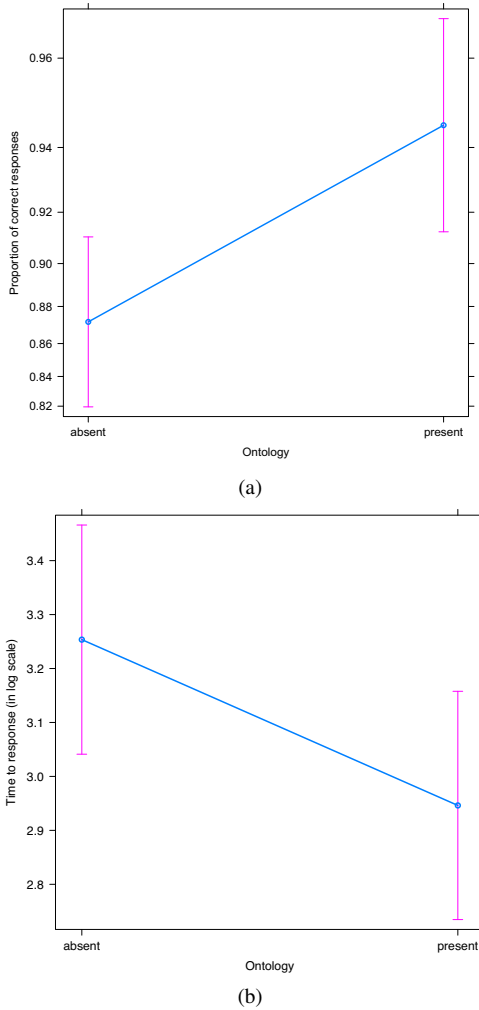 0.96
0.94
0.92
0.90
0.88
0.86
0.84
0.82
Proportion of correct responses
absent present
Ontology
(a)
3.4
3.3
3.2
3.1
3.0
2.9
2.8
Time to response (in log scale)
absent present
Ontology
(b)